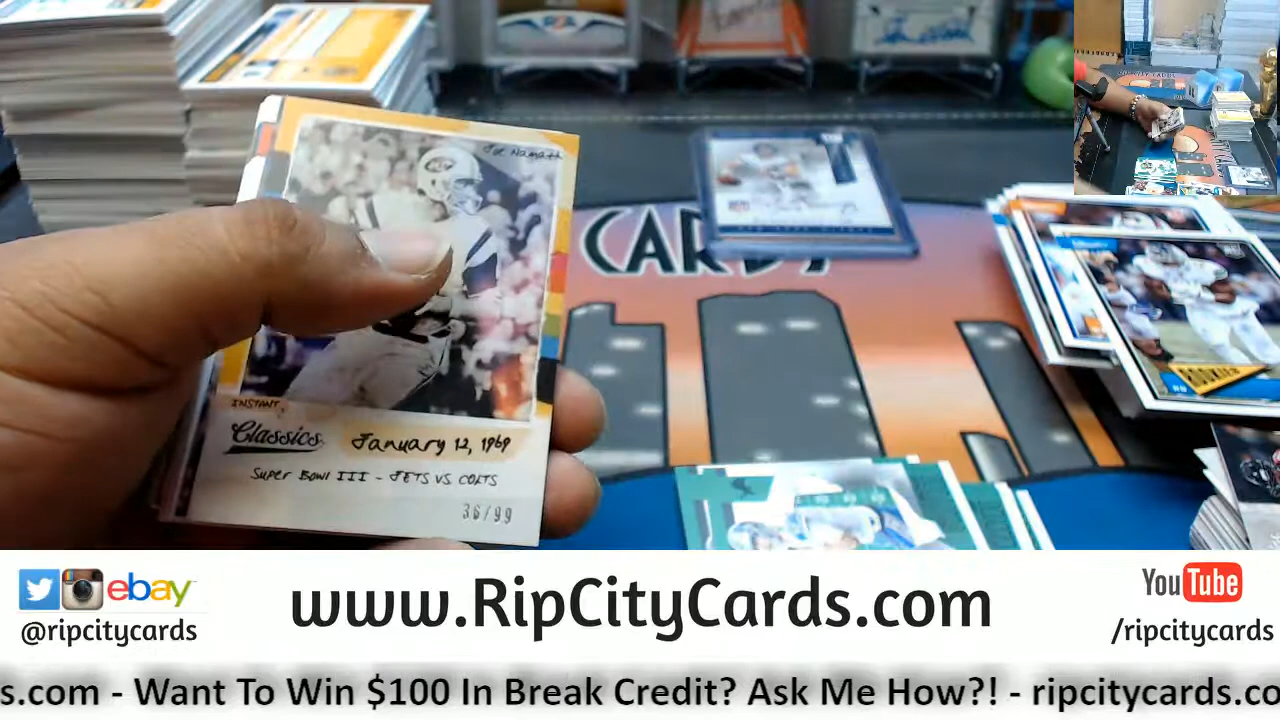 Joe Namath
INSTANT
Classics
January 12, 1969
SUPER BOWL III - JETS VS. COLTS
36/99
CARDS
ROOKIES
ebay
@ripcitycards
www.RipCityCards.com
YouTube
/ripcitycards
s.com - Want To Win $100 In Break Credit? Ask Me How?! - ripcitycards.co